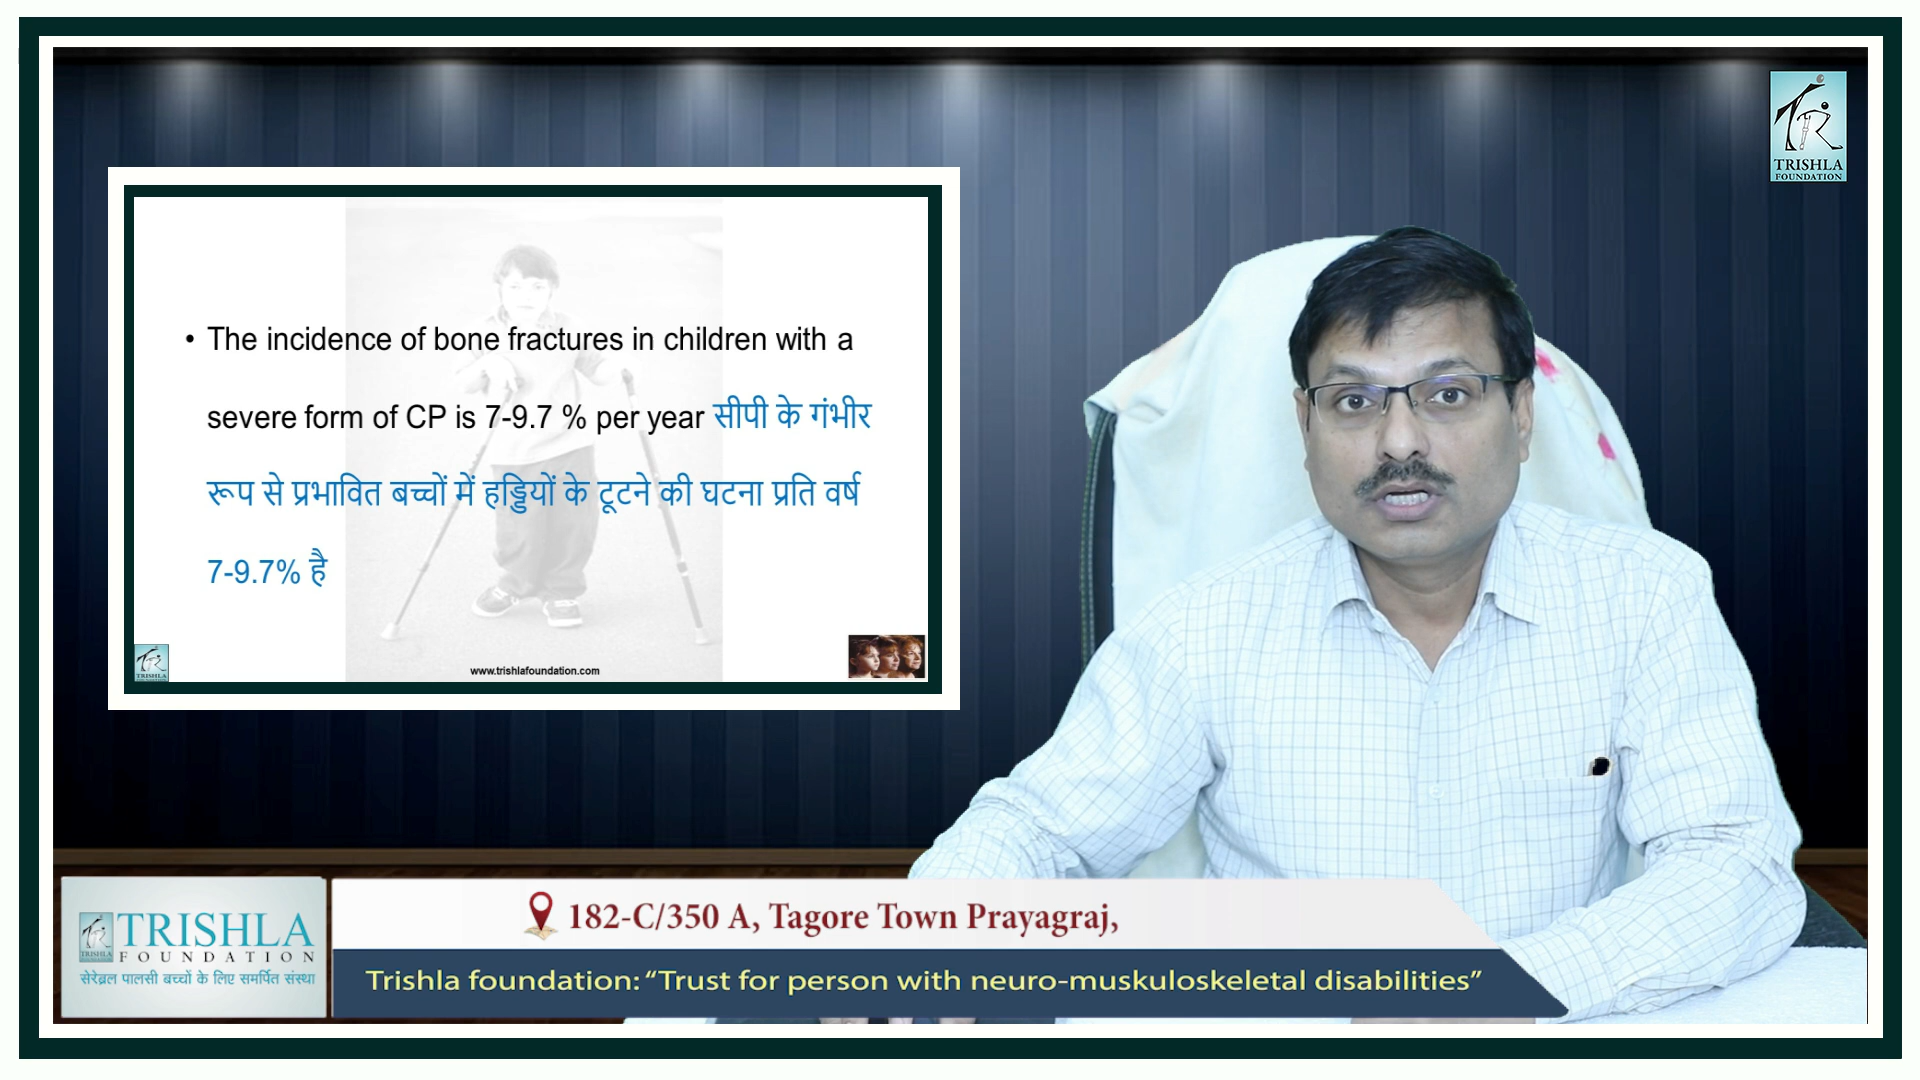 TRISHLA
FOUNDATION
• The incidence of bone fractures in children with a
severe form of CP is 7-9.7 % per year सीपी के गंभीर
रूप से प्रभावित बच्चों में हड्डियों के टूटने की घटना प्रति वर्ष
7-9.7% है
TRISHLA
www.trishlafoundation.com
TRISHLA
TRISHLA
FOUNDATION
सेरेब्रल पालसी बच्चों के लिए समर्पित संस्था
182-C/350 A, Tagore Town Prayagraj,
Trishla foundation: “Trust for person with neuro-muskuloskeletal disabilities”